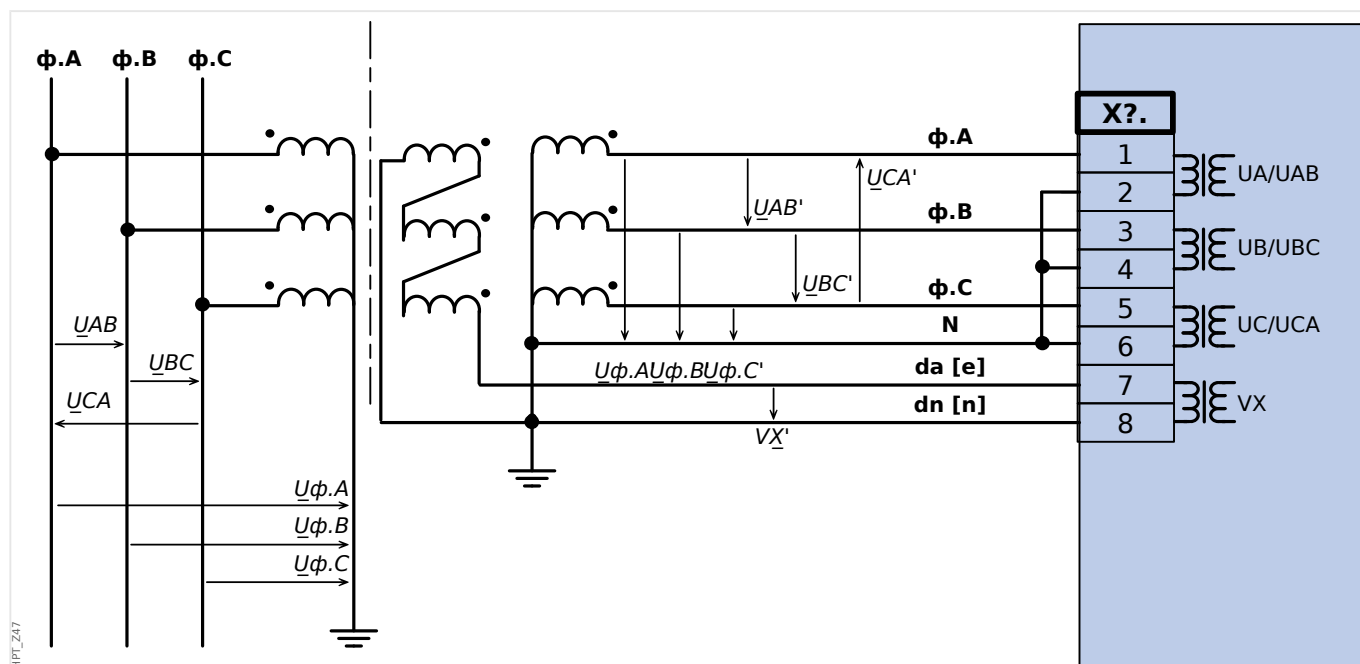 ф.A ф.B ф.C
X?.
ф.A
1
UA/UAB
UCA'
2
UAB'
ф.B
3
UB/UBC
4
UBC'
ф.C
5
UC/UCA
N
6
UAB
UBC
Uф.AUф.BUф.C'
da [e]
7
UCA
dn [n]
VX
8
VX'
Uф.A
Uф.B
Uф.C